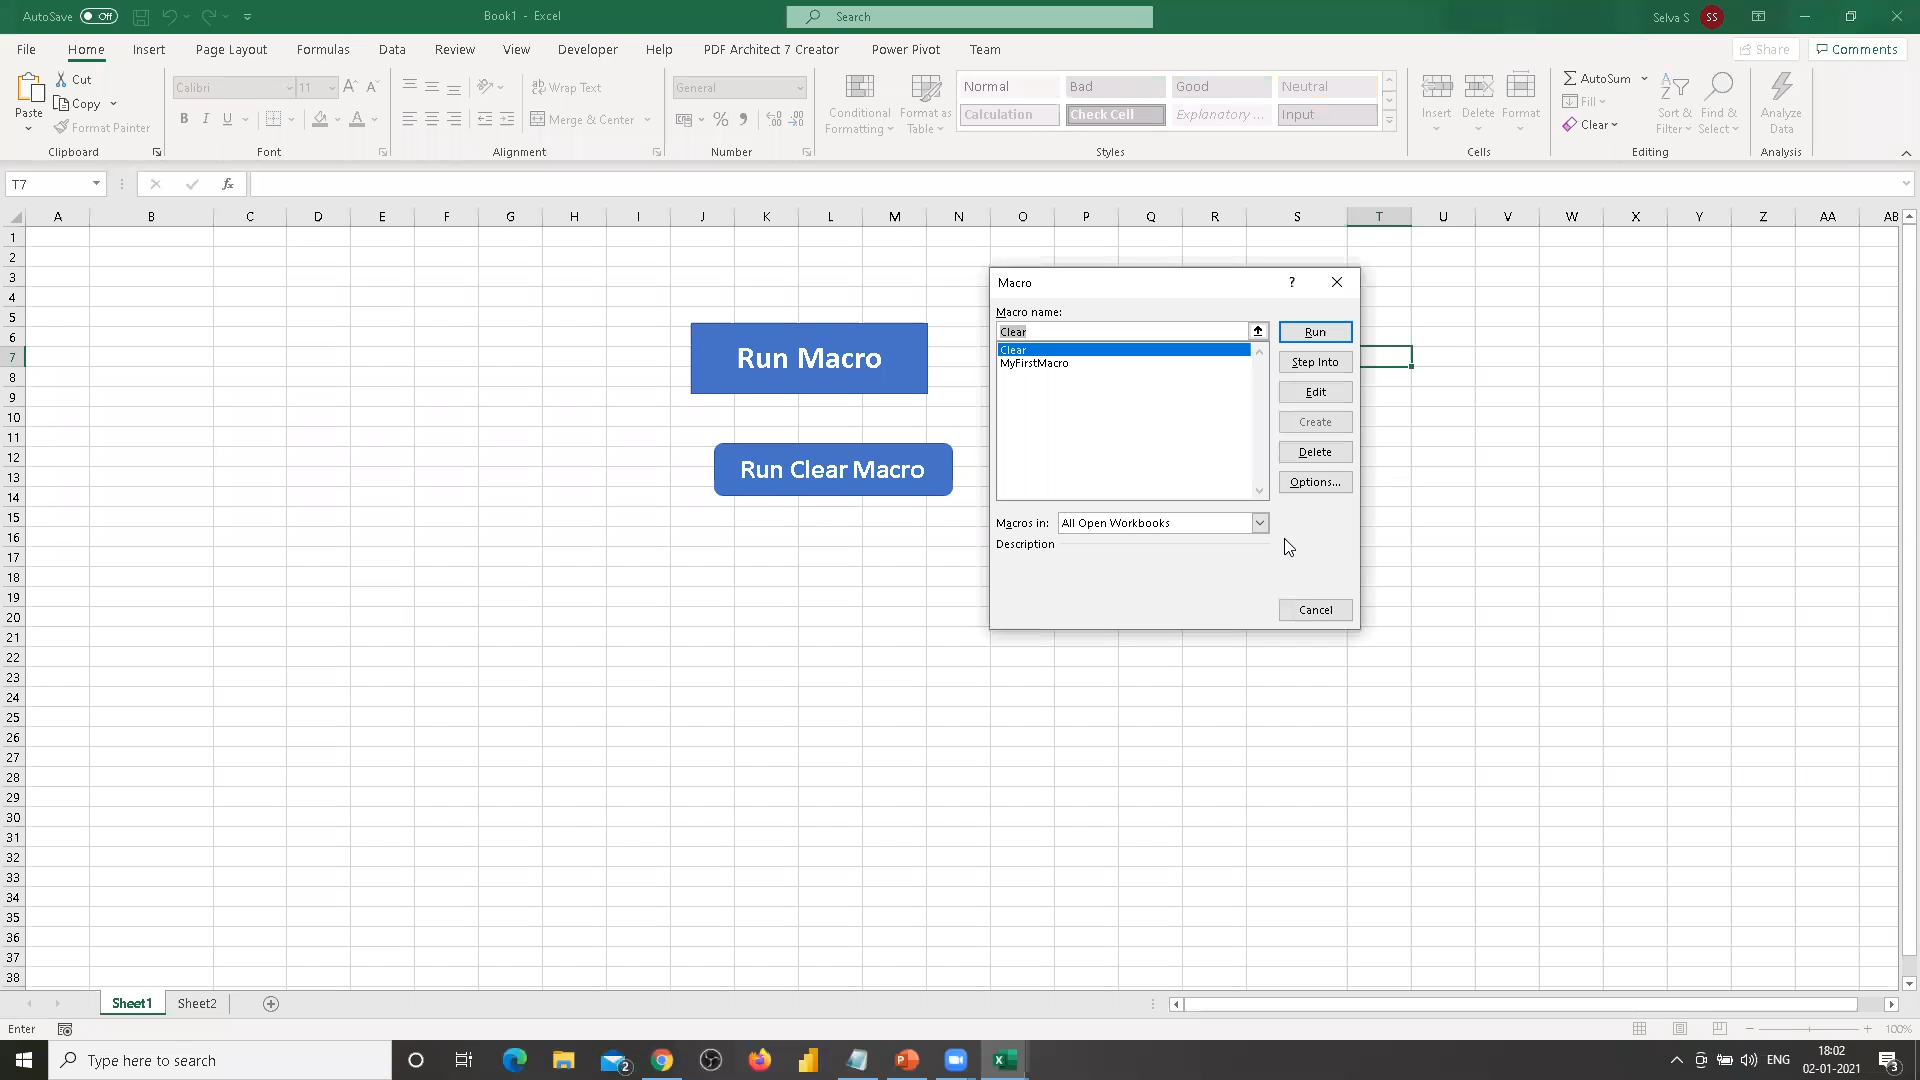 AutoSave Off Book1 - Excel Search Selva S SS
File Home Insert Page Layout Formulas Data Review View Developer Help PDF Architect 7 Creator Power Pivot Team Share Comments
Paste
Cut
Copy
Format Painter
Clipboard
Calibri 11
B I U
Font
Wrap Text
Merge & Center
Alignment
General
Number
Conditional Formatting
Format as Table
Normal Bad Good Neutral
Calculation Check Cell Explanatory ... Input
Styles
Insert Delete Format
Cells
AutoSum
Fill
Clear
Sort & Filter
Find & Select
Editing
Analyze Data
Analysis
T7 fx
A B C D E F G H I J K L M N O P Q R S T U V W X Y Z AA AB
1
2
3
4
5
6
7
8
9
10
11
12
13
14
15
16
17
18
19
20
21
22
23
24
25
26
27
28
29
30
31
32
33
34
35
36
37
38
Run Macro
Run Clear Macro
Macro ?
Macro name:
Clear
Clear
MyFirstMacro
Run
Step Into
Edit
Create
Delete
Options...
Macros in: All Open Workbooks
Description
Cancel
Sheet1 Sheet2
Enter 100%
Type here to search 2 ENG 18:02
02-01-2021 3